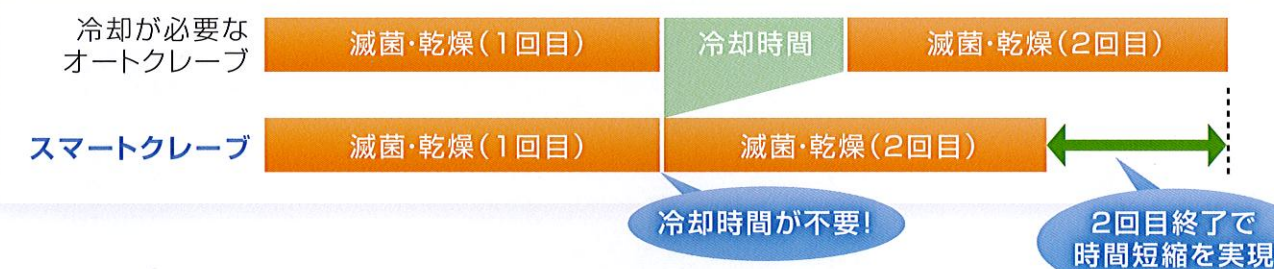 冷却が必要な
オートクレーブ
滅菌・乾燥(1回目)
冷却時間
滅菌・乾燥(2回目)
スマートクレーブ
滅菌・乾燥(1回目)
滅菌・乾燥(2回目)
冷却時間が不要!
2回目終了で
時間短縮を実現